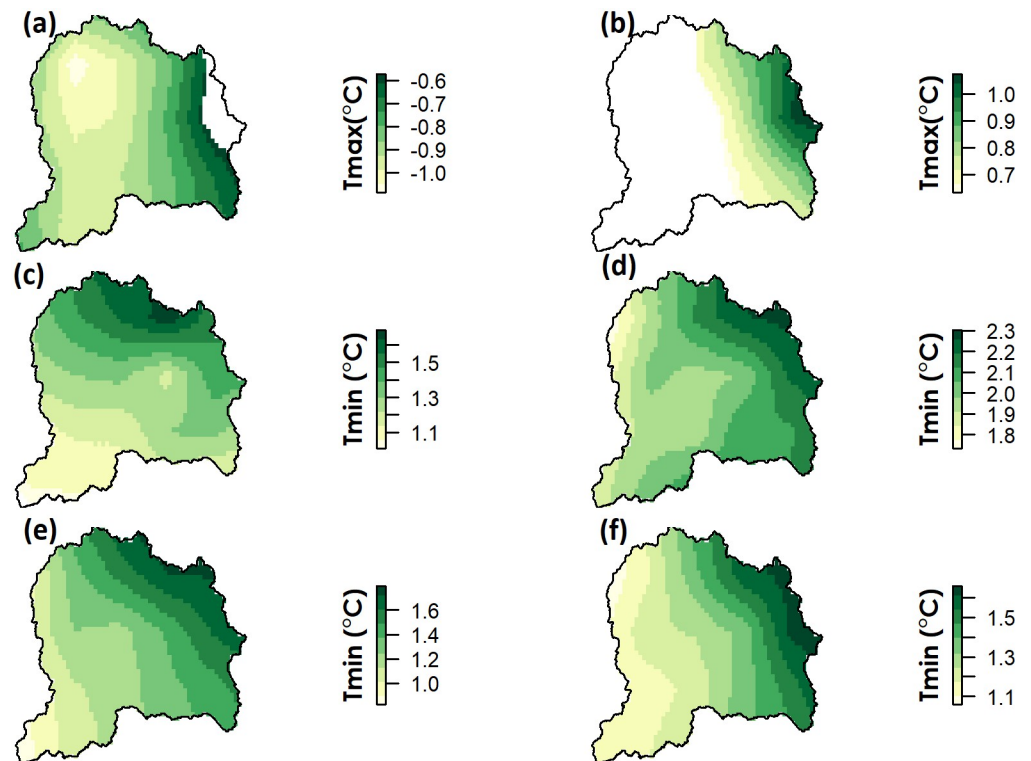 (a)
Tmax(°C)
-0.6
-0.7
-0.8
-0.9
-1.0
(b)
Tmax(°C)
1.0
0.9
0.8
0.7
(c)
Tmin (°C)
1.5
1.3
1.1
(d)
Tmin (°C)
2.3
2.2
2.1
2.0
1.9
1.8
(e)
Tmin (°C)
1.6
1.4
1.2
1.0
(f)
Tmin (°C)
1.5
1.3
1.1